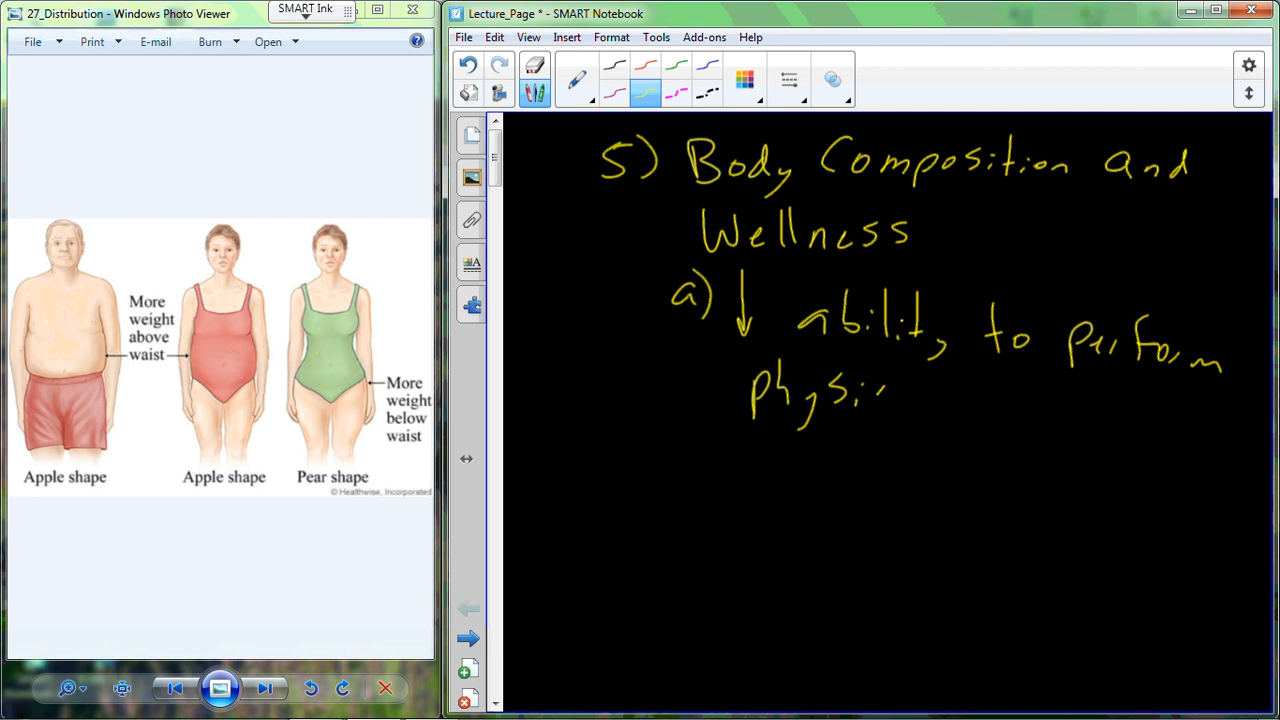 27_Distribution - Windows Photo Viewer
SMART Ink
File Print E-mail Burn Open
More
weight
above
waist
More
weight
below
waist
Apple shape Apple shape Pear shape
© Healthwise, Incorporated
Lecture_Page * - SMART Notebook
File Edit View Insert Format Tools Add-ons Help
5) Body Composition and
Wellness
a) ↓ ability to perform
physic